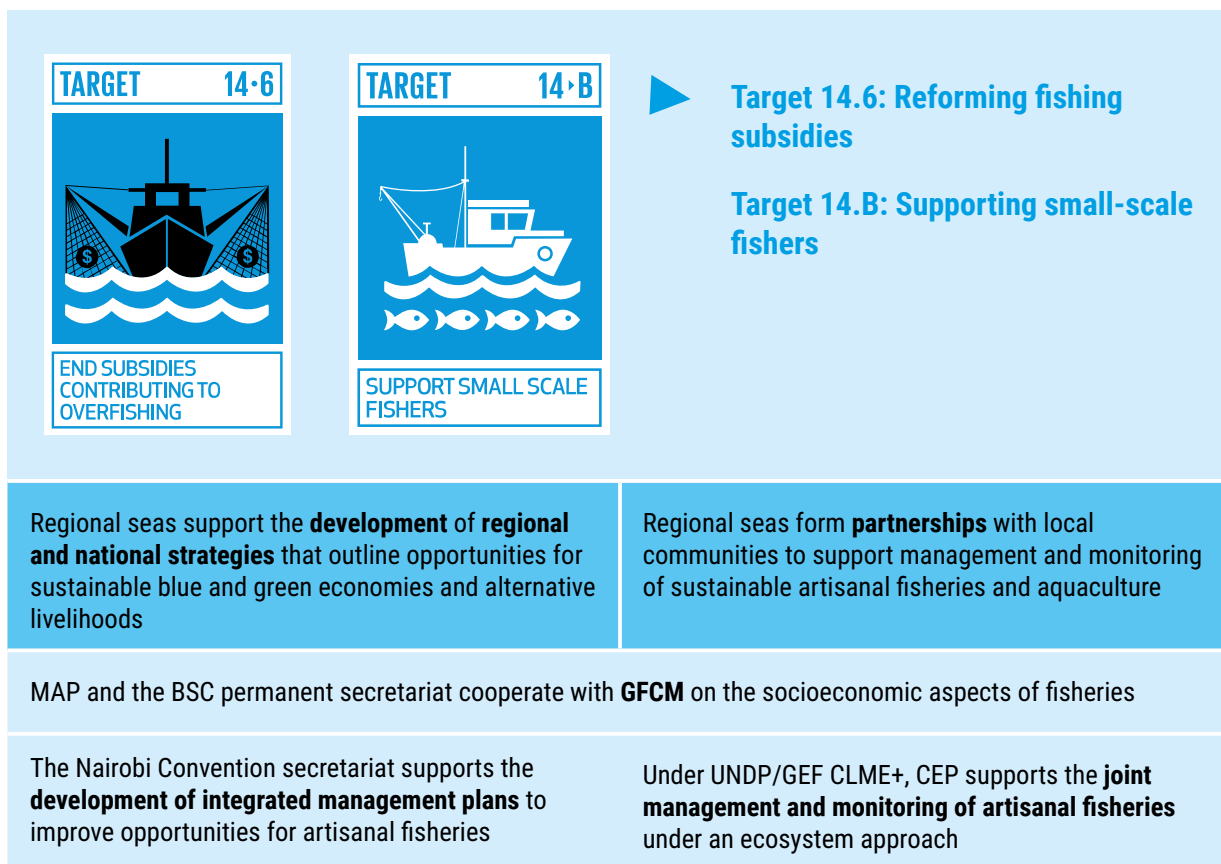 TARGET 14·6
END SUBSIDIES
CONTRIBUTING TO
OVERFISHING
$ $
TARGET 14▸B
SUPPORT SMALL SCALE
FISHERS
Target 14.6: Reforming fishing
subsidies
Target 14.B: Supporting small-scale
fishers
Regional seas support the development of regional
and national strategies that outline opportunities for
sustainable blue and green economies and alternative
livelihoods
Regional seas form partnerships with local
communities to support management and monitoring
of sustainable artisanal fisheries and aquaculture
MAP and the BSC permanent secretariat cooperate with GFCM on the socioeconomic aspects of fisheries
The Nairobi Convention secretariat supports the
development of integrated management plans to
improve opportunities for artisanal fisheries
Under UNDP/GEF CLME+, CEP supports the joint
management and monitoring of artisanal fisheries
under an ecosystem approach